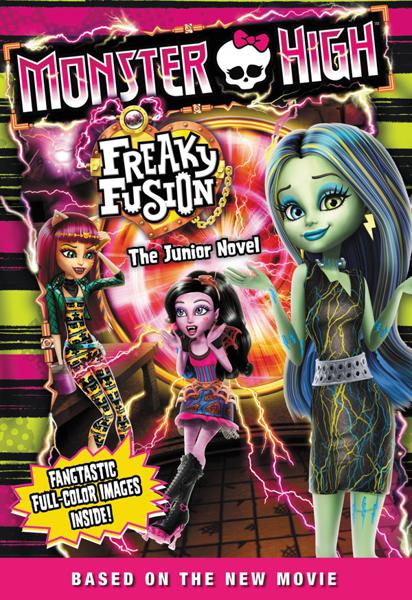 MONSTER HIGH
FREAKY
FUSION
The Junior Novel
FANGTASTIC
FULL-COLOR IMAGES
INSIDE!
BASED ON THE NEW MOVIE